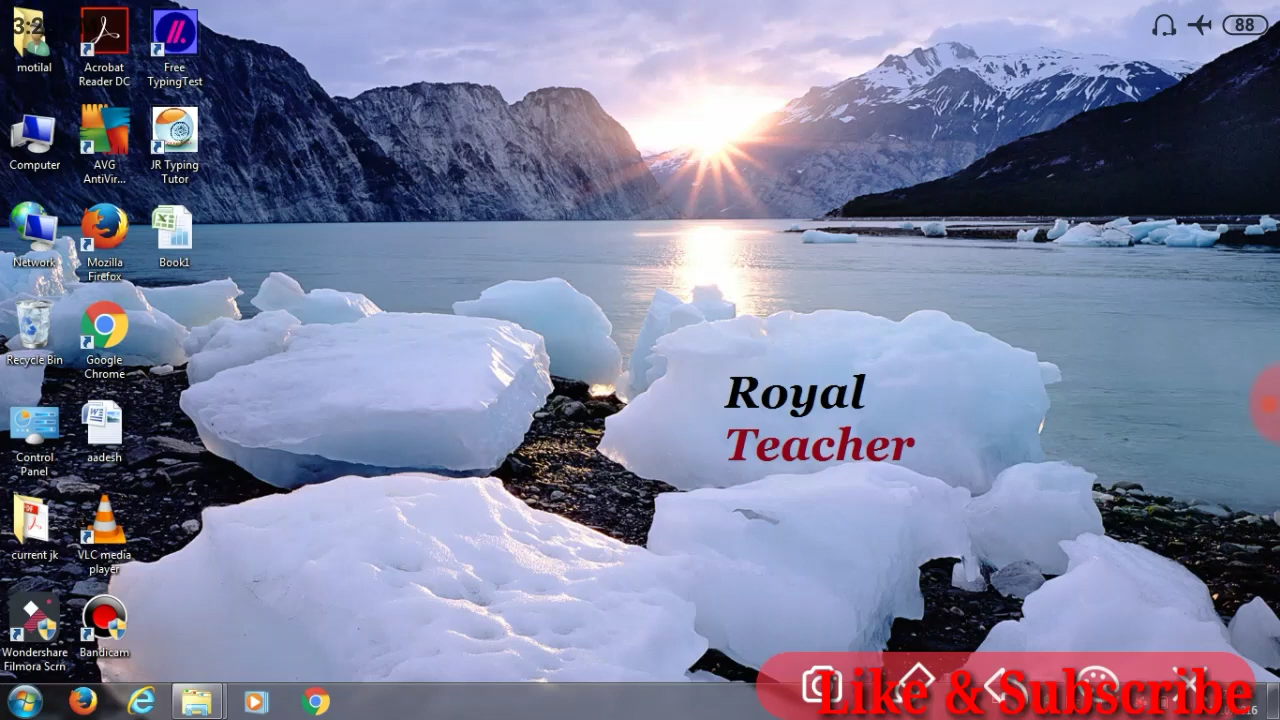 3:2
88
motilal
Acrobat
Reader DC
Free
TypingTest
Computer
AVG
AntiVir...
JR Typing
Tutor
Network
Mozilla
Firefox
Book1
Recycle Bin
Google
Chrome
Control
Panel
aadesh
current jk
VLC media
player
Wondershare
Filmora Scrn
Bandicam
Royal
Teacher
Like & Subscribe